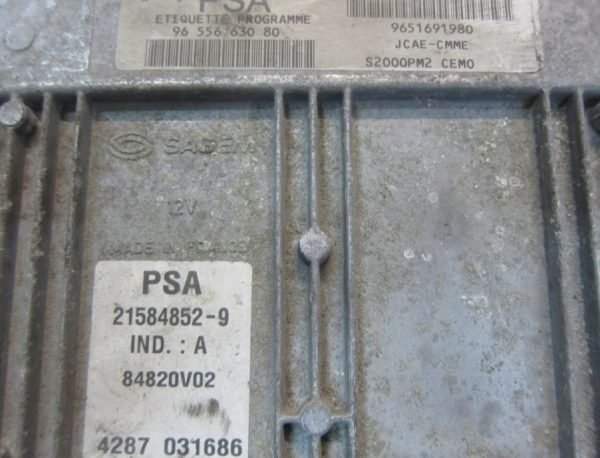 PSA
ETIQUETTE PROGRAMME
96 556 630 80
9651691980
JCAE-CMME
S2000PM2 CEMO
SAGEM
12V
MADE IN FRANCE
PSA
21584852-9
IND. : A
84820V02
4287 031686